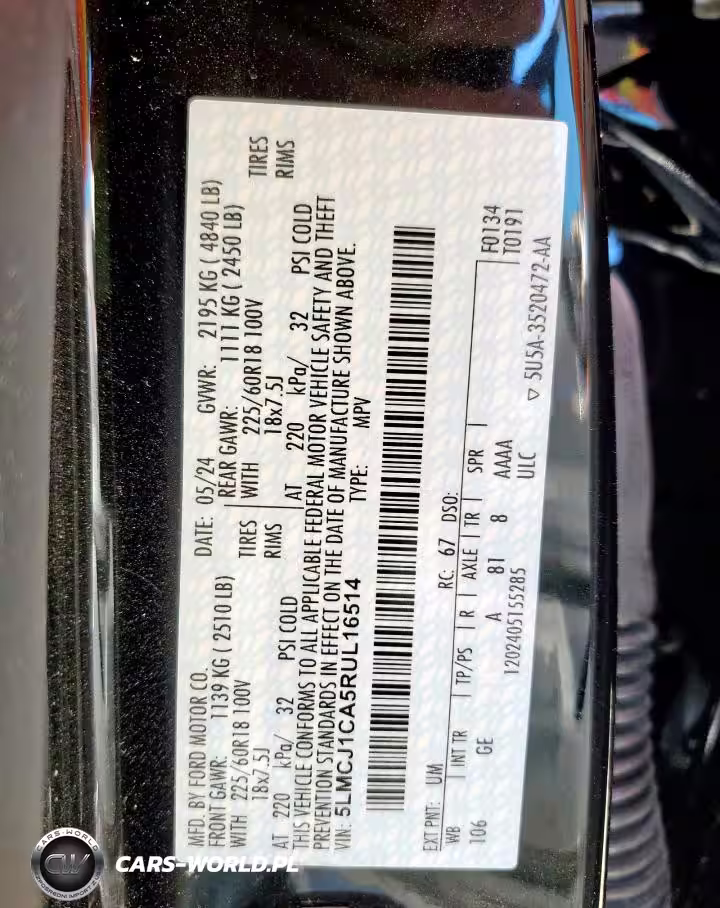 MFD. BY FORD MOTOR CO.
DATE: 05/24 GVWR: 2195 KG ( 4840 LB)
FRONT GAWR: 1139 KG ( 2510 LB)
REAR GAWR: 1111 KG ( 2450 LB)
WITH 225/60R18 100V TIRES
WITH 225/60R18 100V TIRES
18x7.5J RIMS
18x7.5J RIMS
AT 220 kPa/ 32 PSI COLD
AT 220 kPa/ 32 PSI COLD
THIS VEHICLE CONFORMS TO ALL APPLICABLE FEDERAL MOTOR VEHICLE SAFETY AND THEFT
PREVENTION STANDARDS IN EFFECT ON THE DATE OF MANUFACTURE SHOWN ABOVE.
VIN: 5LMCJ1CA5RUL16514 TYPE: MPV
EXT PNT: UM RC: 67 DSO:
WB INT TR TP/PS R AXLE TR SPR F0134
106 GE A 81 8 AAAA T0191
1202405155285 ULC
▽ 5U5A-3520472-AA
CARS-WORLD
CW
CARS-WORLD.PL